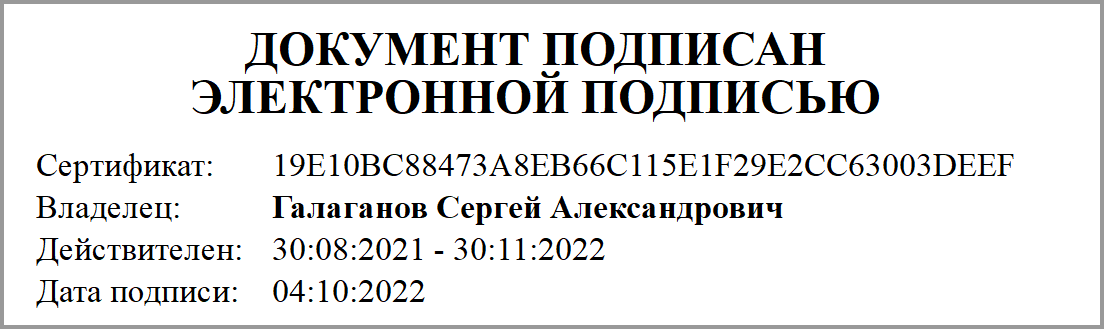 ДОКУМЕНТ ПОДПИСАН
ЭЛЕКТРОННОЙ ПОДПИСЬЮ
Сертификат: 19E10BC88473A8EB66C115E1F29E2CC63003DEEF
Владелец: Галаганов Сергей Александрович
Действителен: 30:08:2021 - 30:11:2022
Дата подписи: 04:10:2022